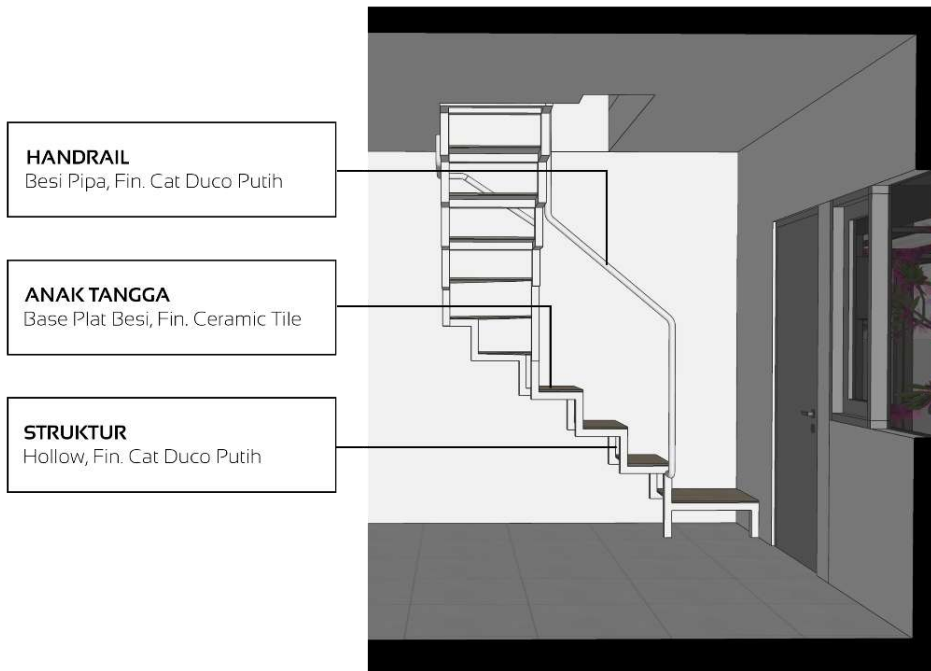 HANDRAIL
Besi Pipa, Fin. Cat Duco Putih
ANAK TANGGA
Base Plat Besi, Fin. Ceramic Tile
STRUKTUR
Hollow, Fin. Cat Duco Putih